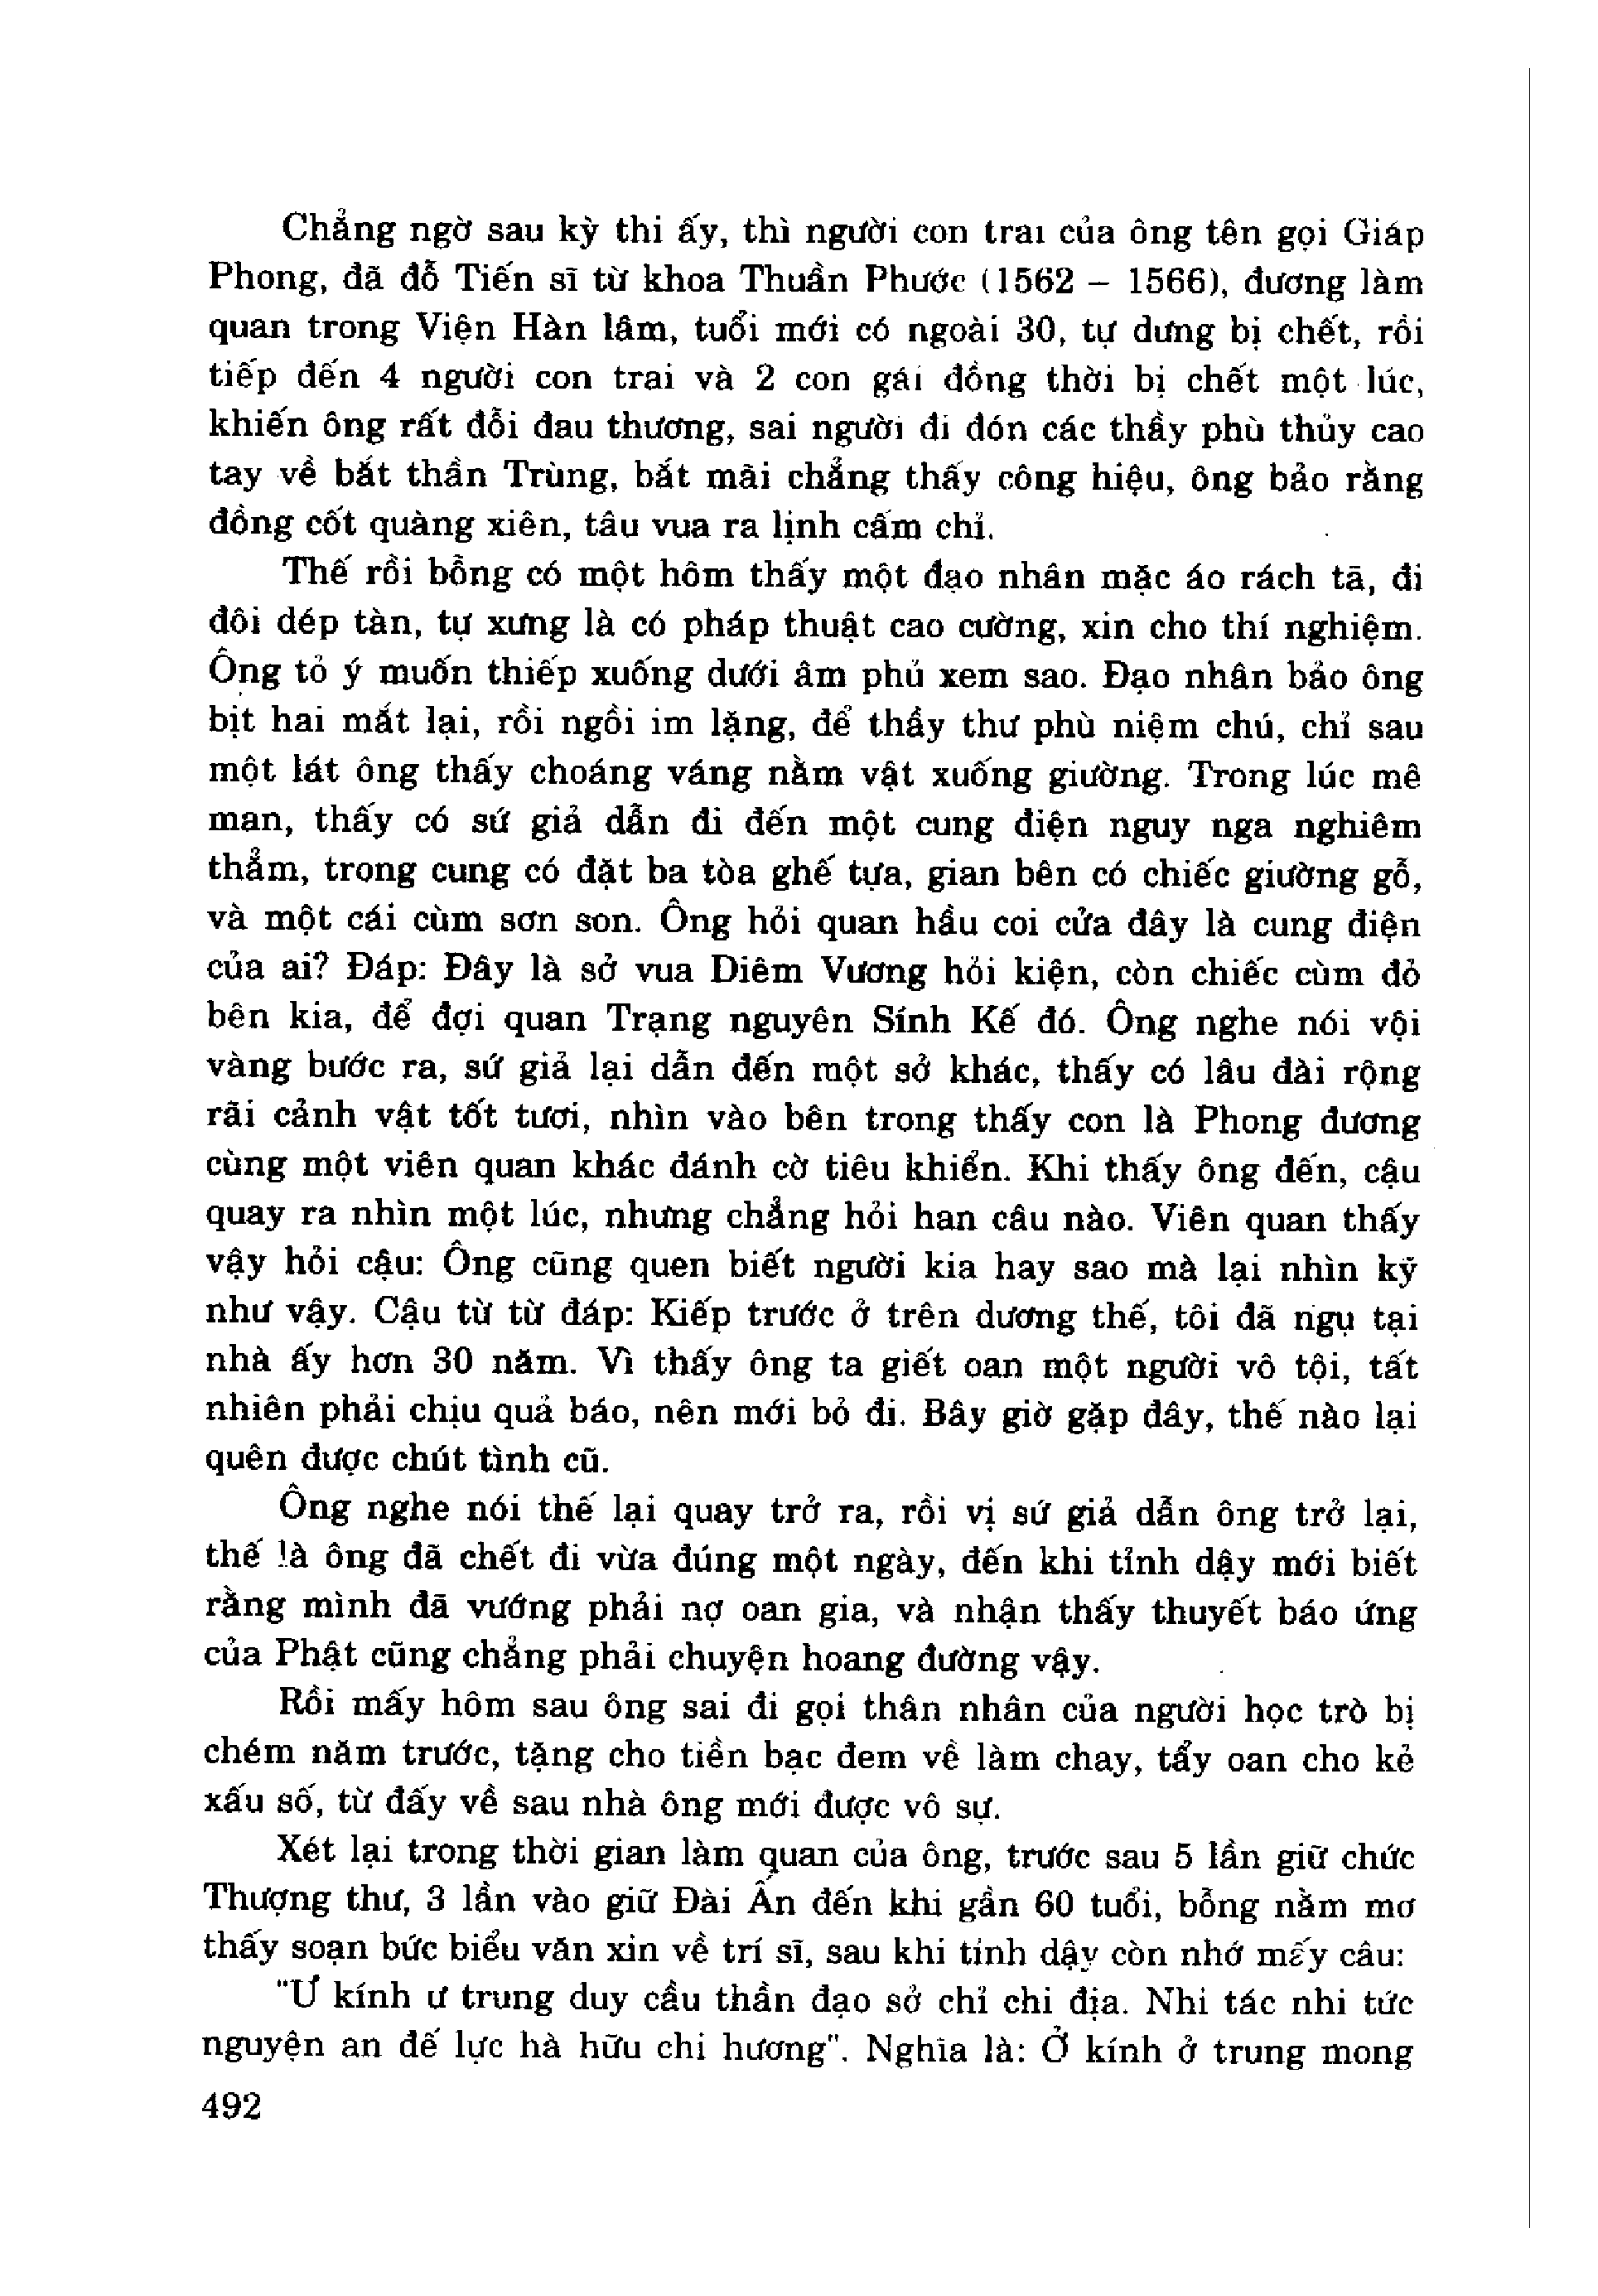 Chẳng ngờ sau kỳ thi ấy, thì người con trai của ông tên gọi Giáp
Phong, đã đỗ Tiến sĩ từ khoa Thuần Phước (1562 – 1566), đương làm
quan trong Viện Hàn lâm, tuổi mới có ngoài 30, tự dưng bị chết, rồi
tiếp đến 4 người con trai và 2 con gái đồng thời bị chết một lúc,
khiến ông rất đỗi đau thương, sai người đi đón các thầy phù thủy cao
tay về bắt thần Trùng, bắt mãi chẳng thấy công hiệu, ông bảo rằng
đồng cốt quàng xiên, tâu vua ra lịnh cấm chỉ.
Thế rồi bỗng có một hôm thấy một đạo nhân mặc áo rách tã, đi
đôi dép tàn, tự xưng là có pháp thuật cao cường, xin cho thí nghiệm.
Ông tỏ ý muốn thiếp xuống dưới âm phủ xem sao. Đạo nhân bảo ông
bịt hai mắt lại, rồi ngồi im lặng, để thầy thư phù niệm chú, chỉ sau
một lát ông thấy choáng váng nằm vật xuống giường. Trong lúc mê
man, thấy có sứ giả dẫn đi đến một cung điện nguy nga nghiêm
thẳm, trong cung có đặt ba tòa ghế tựa, gian bên có chiếc giường gỗ,
và một cái cùm sơn son. Ông hỏi quan hầu coi cửa đây là cung điện
của ai? Đáp: Đây là sở vua Diêm Vương hỏi kiện, còn chiếc cùm đỏ
bên kia, để đợi quan Trạng nguyên Sính Kế đó. Ông nghe nói vội
vàng bước ra, sứ giả lại dẫn đến một sở khác, thấy có lâu đài rộng
rãi cảnh vật tốt tươi, nhìn vào bên trong thấy con là Phong đương
cùng một viên quan khác đánh cờ tiêu khiển. Khi thấy ông đến, cậu
quay ra nhìn một lúc, nhưng chẳng hỏi han câu nào. Viên quan thấy
vậy hỏi cậu: Ông cũng quen biết người kia hay sao mà lại nhìn kỹ
như vậy. Cậu từ từ đáp: Kiếp trước ở trên dương thế, tôi đã ngụ tại
nhà ấy hơn 30 năm. Vì thấy ông ta giết oan một người vô tội, tất
nhiên phải chịu quả báo, nên mới bỏ đi. Bây giờ gặp đây, thế nào lại
quên được chút tình cũ.
Ông nghe nói thế lại quay trở ra, rồi vị sứ giả dẫn ông trở lại,
thế là ông đã chết đi vừa đúng một ngày, đến khi tỉnh dậy mới biết
rằng mình đã vướng phải nợ oan gia, và nhận thấy thuyết báo ứng
của Phật cũng chẳng phải chuyện hoang đường vậy.
Rồi mấy hôm sau ông sai đi gọi thân nhân của người học trò bị
chém năm trước, tặng cho tiền bạc đem về làm chay, tẩy oan cho kẻ
xấu số, từ đấy về sau nhà ông mới được vô sự.
Xét lại trong thời gian làm quan của ông, trước sau 5 lần giữ chức
Thượng thư, 3 lần vào giữ Đài Ấn đến khi gần 60 tuổi, bỗng nằm mơ
thấy soạn bức biểu văn xin về trí sĩ, sau khi tỉnh dậy còn nhớ mấy câu:
"Ư kính ư trung duy cầu thần đạo sở chỉ chi địa. Nhi tác nhi tức
nguyện an đế lực hà hữu chi hương". Nghĩa là: Ở kính ở trung mong
492